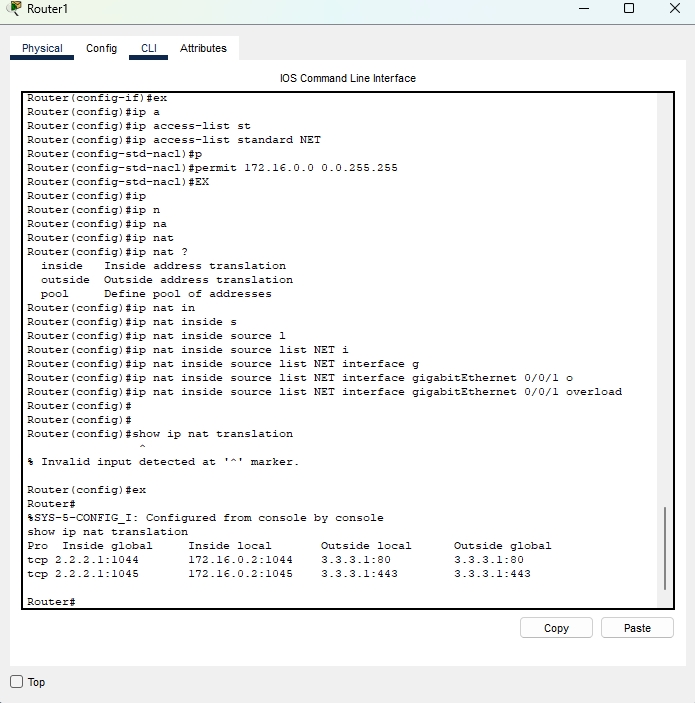 Router1
Physical Config CLI Attributes
IOS Command Line Interface
Router(config-if)#ex
Router(config)#ip a
Router(config)#ip access-list st
Router(config)#ip access-list standard NET
Router(config-std-nacl)#p
Router(config-std-nacl)#permit 172.16.0.0 0.0.255.255
Router(config-std-nacl)#EX
Router(config)#ip
Router(config)#ip n
Router(config)#ip na
Router(config)#ip nat
Router(config)#ip nat ?
inside Inside address translation
outside Outside address translation
pool Define pool of addresses
Router(config)#ip nat in
Router(config)#ip nat inside s
Router(config)#ip nat inside source l
Router(config)#ip nat inside source list NET i
Router(config)#ip nat inside source list NET interface g
Router(config)#ip nat inside source list NET interface gigabitEthernet 0/0/1 o
Router(config)#ip nat inside source list NET interface gigabitEthernet 0/0/1 overload
Router(config)#
Router(config)#
Router(config)#show ip nat translation
^
% Invalid input detected at '^' marker.
Router(config)#ex
Router#
%SYS-5-CONFIG_I: Configured from console by console
show ip nat translation
Pro Inside global Inside local Outside local Outside global
tcp 2.2.2.1:1044 172.16.0.2:1044 3.3.3.1:80 3.3.3.1:80
tcp 2.2.2.1:1045 172.16.0.2:1045 3.3.3.1:443 3.3.3.1:443
Router#
Copy Paste
Top